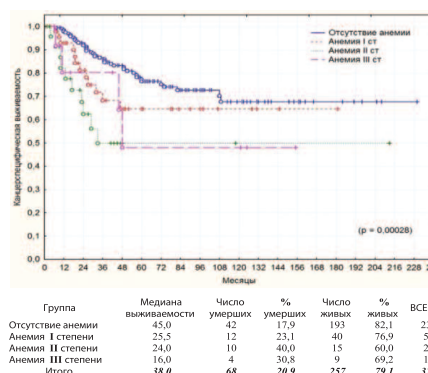 Отсутствие анемии
Анемия I ст
Анемия II ст
Анемия III ст
Канцерспецифическая выживаемость
1,0
0,9
0,8
0,7
0,6
0,5
0,4
0,3
0,2
0,1
0,0
(p = 0,00028)
0 12 24 36 48 60 72 84 96 108 120 132 144 156 168 180 192 204 216 228
Месяцы
Группа Медиана выживаемости Число умерших % умерших Число живых % живых ВСЕ
Отсутствие анемии 45,0 42 17,9 193 82,1
Анемия I степени 25,5 12 23,1 40 76,9
Анемия II степени 24,0 10 40,0 15 60,0
Анемия III степени 16,0 4 30,8 9 69,2
Итого 38,0 68 20,9 257 79,1